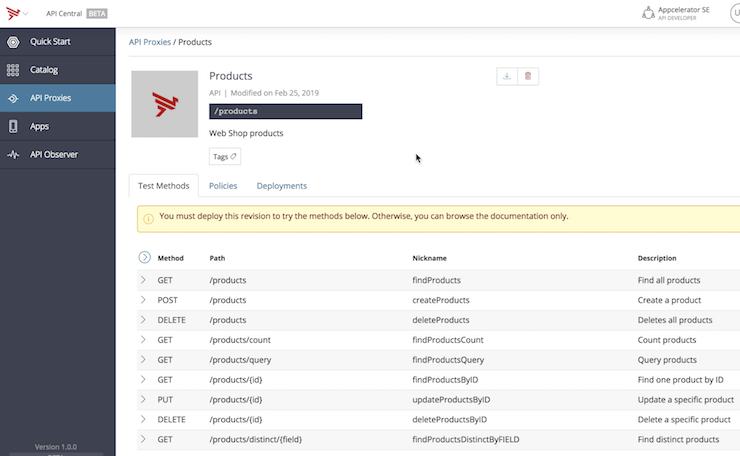 API Central BETA
Appcelerator SE
API DEVELOPER
U
Quick Start
Catalog
API Proxies
Apps
API Observer
API Proxies / Products
Products
API | Modified on Feb 25, 2019
/products
Web Shop products
Tags
Test Methods Policies Deployments
You must deploy this revision to try the methods below. Otherwise, you can browse the documentation only.
Method Path Nickname Description
GET /products findProducts Find all products
POST /products createProducts Create a product
DELETE /products deleteProducts Deletes all products
GET /products/count findProductsCount Count products
GET /products/query findProductsQuery Query products
GET /products/{id} findProductsByID Find one product by ID
PUT /products/{id} updateProductsByID Update a specific product
DELETE /products/{id} deleteProductsByID Delete a specific product
GET /products/distinct/{field} findProductsDistinctByFIELD Find distinct products
Version 1.0.0